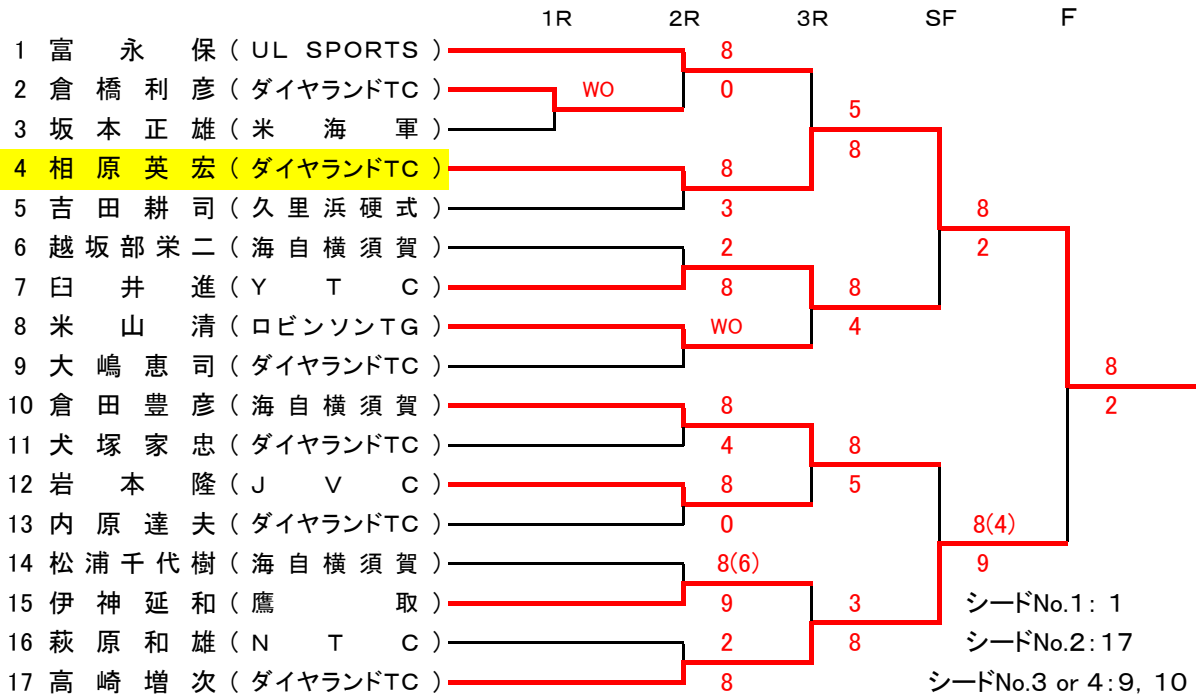 1R 2R 3R SF F
1 富永保(UL SPORTS) 8
2 倉橋利彦(ダイヤランドTC) WO 0
5
3 坂本正雄(米海軍)
8
4 相原英宏(ダイヤランドTC) 8
5 吉田耕司(久里浜硬式) 3 8
6 越坂部栄二(海自横須賀) 2 2
7 臼井進(YTC) 8 8
8 米山清(ロビンソンTG) WO 4
9 大嶋恵司(ダイヤランドTC) 8
10 倉田豊彦(海自横須賀) 8 2
11 犬塚家忠(ダイヤランドTC) 4 8
12 岩本隆(JVC) 8 5
13 内原達夫(ダイヤランドTC) 0 8(4)
14 松浦千代樹(海自横須賀) 8(6) 9
15 伊神延和(鷹取) 9 3 シードNo.1: 1
16 萩原和雄(NTC) 2 8 シードNo.2:17
17 高崎増次(ダイヤランドTC) 8 シードNo.3 or 4:9, 10